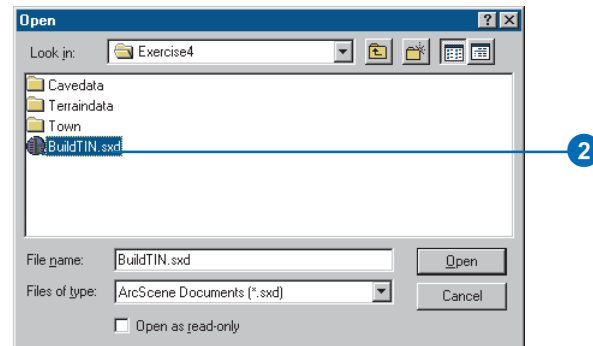 Open
Look in: Exercise4
Cavedata
Terraindata
Town
BuildTIN.sxd
2
File name: BuildTIN.sxd Open
Files of type: ArcScene Documents (*.sxd) Cancel
Open as read-only